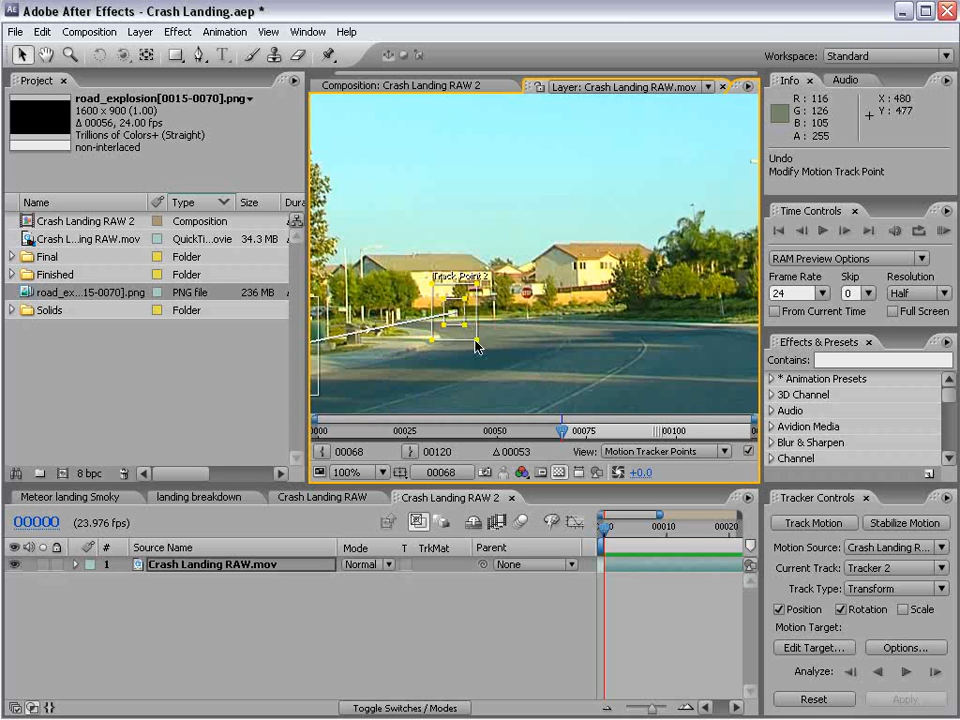 Adobe After Effects - Crash Landing.aep *
File Edit Composition Layer Effect Animation View Window Help
Workspace: Standard
Project
road_explosion[0015-0070].png
1600 x 900 (1.00)
Δ 00056, 24.00 fps
Trillions of Colors+ (Straight)
non-interlaced
Name Type Size Dura
Crash Landing RAW 2 Composition
Crash L...ing RAW.mov QuickTi...ovie 34.3 MB
Final Folder
Finished Folder
road_ex...15-0070].png PNG file 236 MB
Solids Folder
8 bpc
Composition: Crash Landing RAW 2
Layer: Crash Landing RAW.mov
Track Point 2
0000 00025 00050 00075 00100
00068 00120 Δ 00053 View: Motion Tracker Points
100% 00068 +0.0
Info Audio
R : 116
G : 126
B : 105
A : 255
X : 480
Y : 477
Undo
Modify Motion Track Point
Time Controls
RAM Preview Options
Frame Rate Skip Resolution
24 0 Half
From Current Time Full Screen
Effects & Presets
Contains:
* Animation Presets
3D Channel
Audio
Avidion Media
Blur & Sharpen
Channel
Meteor landing Smoky landing breakdown Crash Landing RAW Crash Landing RAW 2
00000 (23.976 fps)
00010 00020
# Source Name Mode T TrkMat Parent
1 Crash Landing RAW.mov Normal None
Toggle Switches / Modes
Tracker Controls
Track Motion Stabilize Motion
Motion Source: Crash Landing R...
Current Track: Tracker 2
Track Type: Transform
Position Rotation Scale
Motion Target:
Edit Target... Options...
Analyze:
Reset Apply